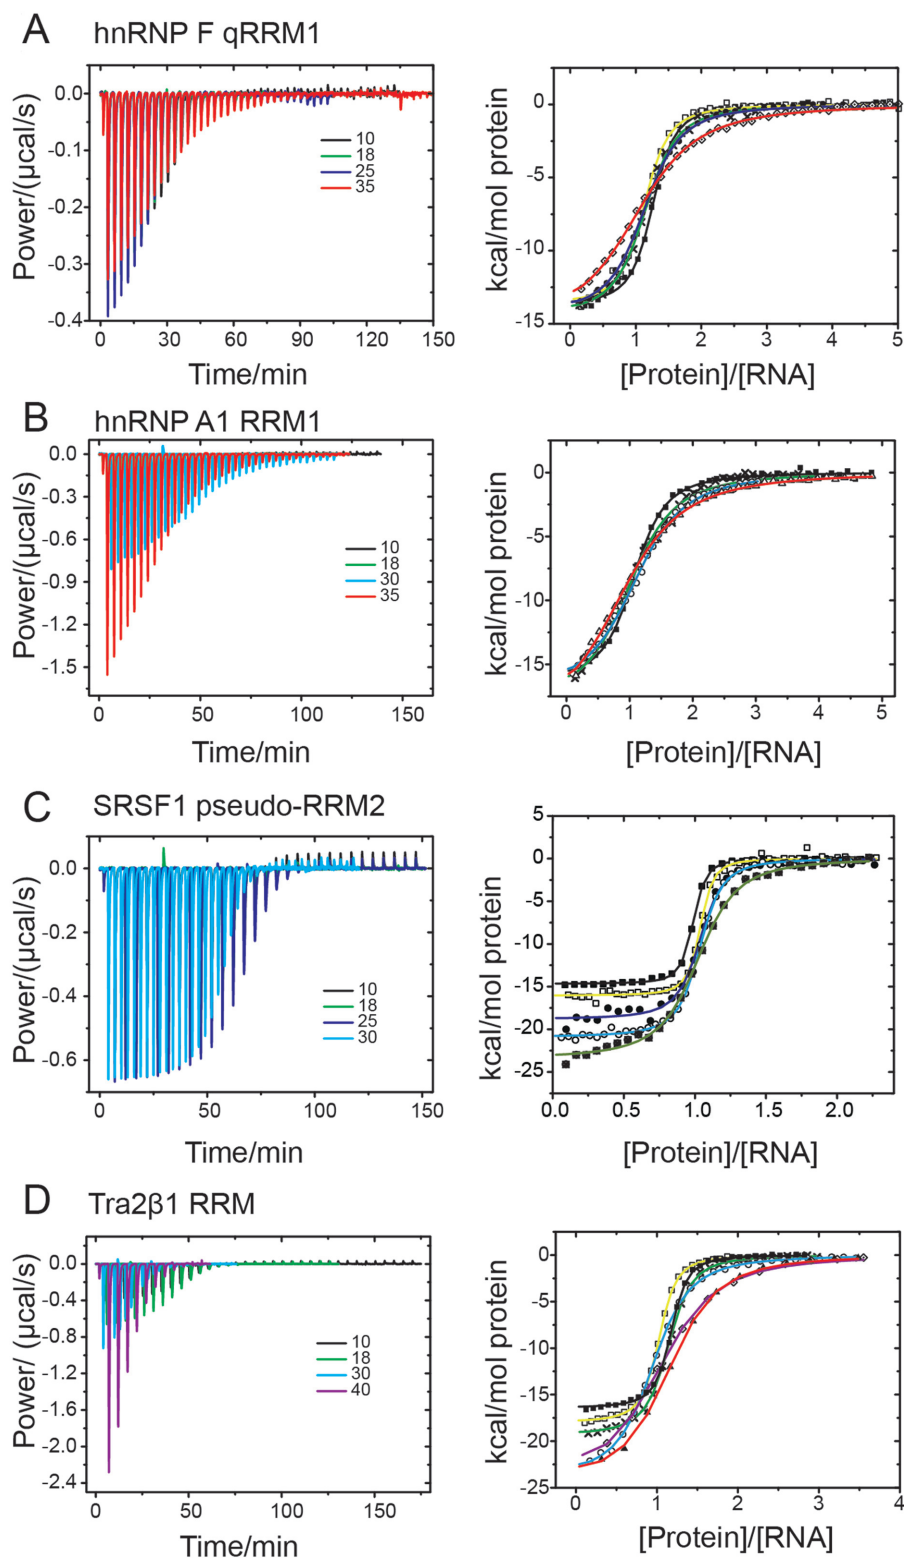 A hnRNP F qRRM1
Power/(µcal/s)
0.0
-0.1
-0.2
-0.3
-0.4
10
18
25
35
0 30 60 90 120 150
Time/min
kcal/mol protein
0
-5
-10
-15
0 1 2 3 4 5
[Protein]/[RNA]
B hnRNP A1 RRM1
Power/(µcal/s)
0.0
-0.3
-0.6
-0.9
-1.2
-1.5
10
18
30
35
0 50 100 150
Time/min
kcal/mol protein
0
-5
-10
-15
0 1 2 3 4 5
[Protein]/[RNA]
C SRSF1 pseudo-RRM2
Power/(µcal/s)
0.0
-0.2
-0.4
-0.6
10
18
25
30
0 50 100 150
Time/min
kcal/mol protein
5
0
-5
-10
-15
-20
-25
0.0 0.5 1.0 1.5 2.0
[Protein]/[RNA]
D Tra2β1 RRM
Power/ (µcal/s)
0.0
-0.4
-0.8
-1.2
-1.6
-2.0
-2.4
10
18
30
40
0 50 100 150
Time/min
kcal/mol protein
0
-5
-10
-15
-20
-25
0 1 2 3 4
[Protein]/[RNA]